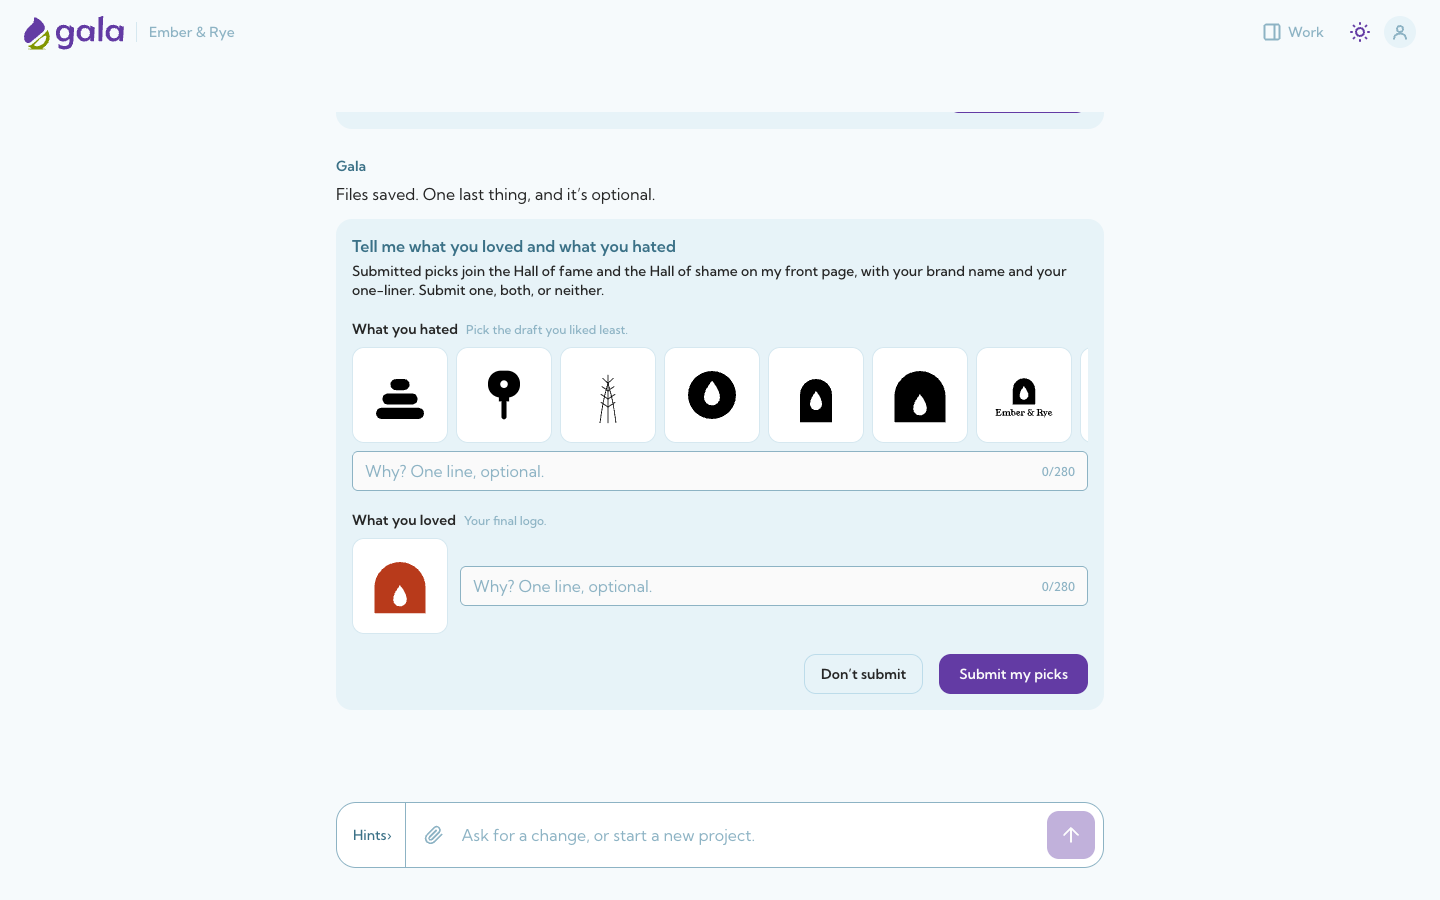 gala
Ember & Rye
Work
Gala
Files saved. One last thing, and it’s optional.
Tell me what you loved and what you hated
Submitted picks join the Hall of fame and the Hall of shame on my front page, with your brand name and your
one-liner. Submit one, both, or neither.
What you hated Pick the draft you liked least.
Ember & Rye
Why? One line, optional. 0/280
What you loved Your final logo.
Why? One line, optional. 0/280
Don’t submit
Submit my picks
Hints›
Ask for a change, or start a new project.